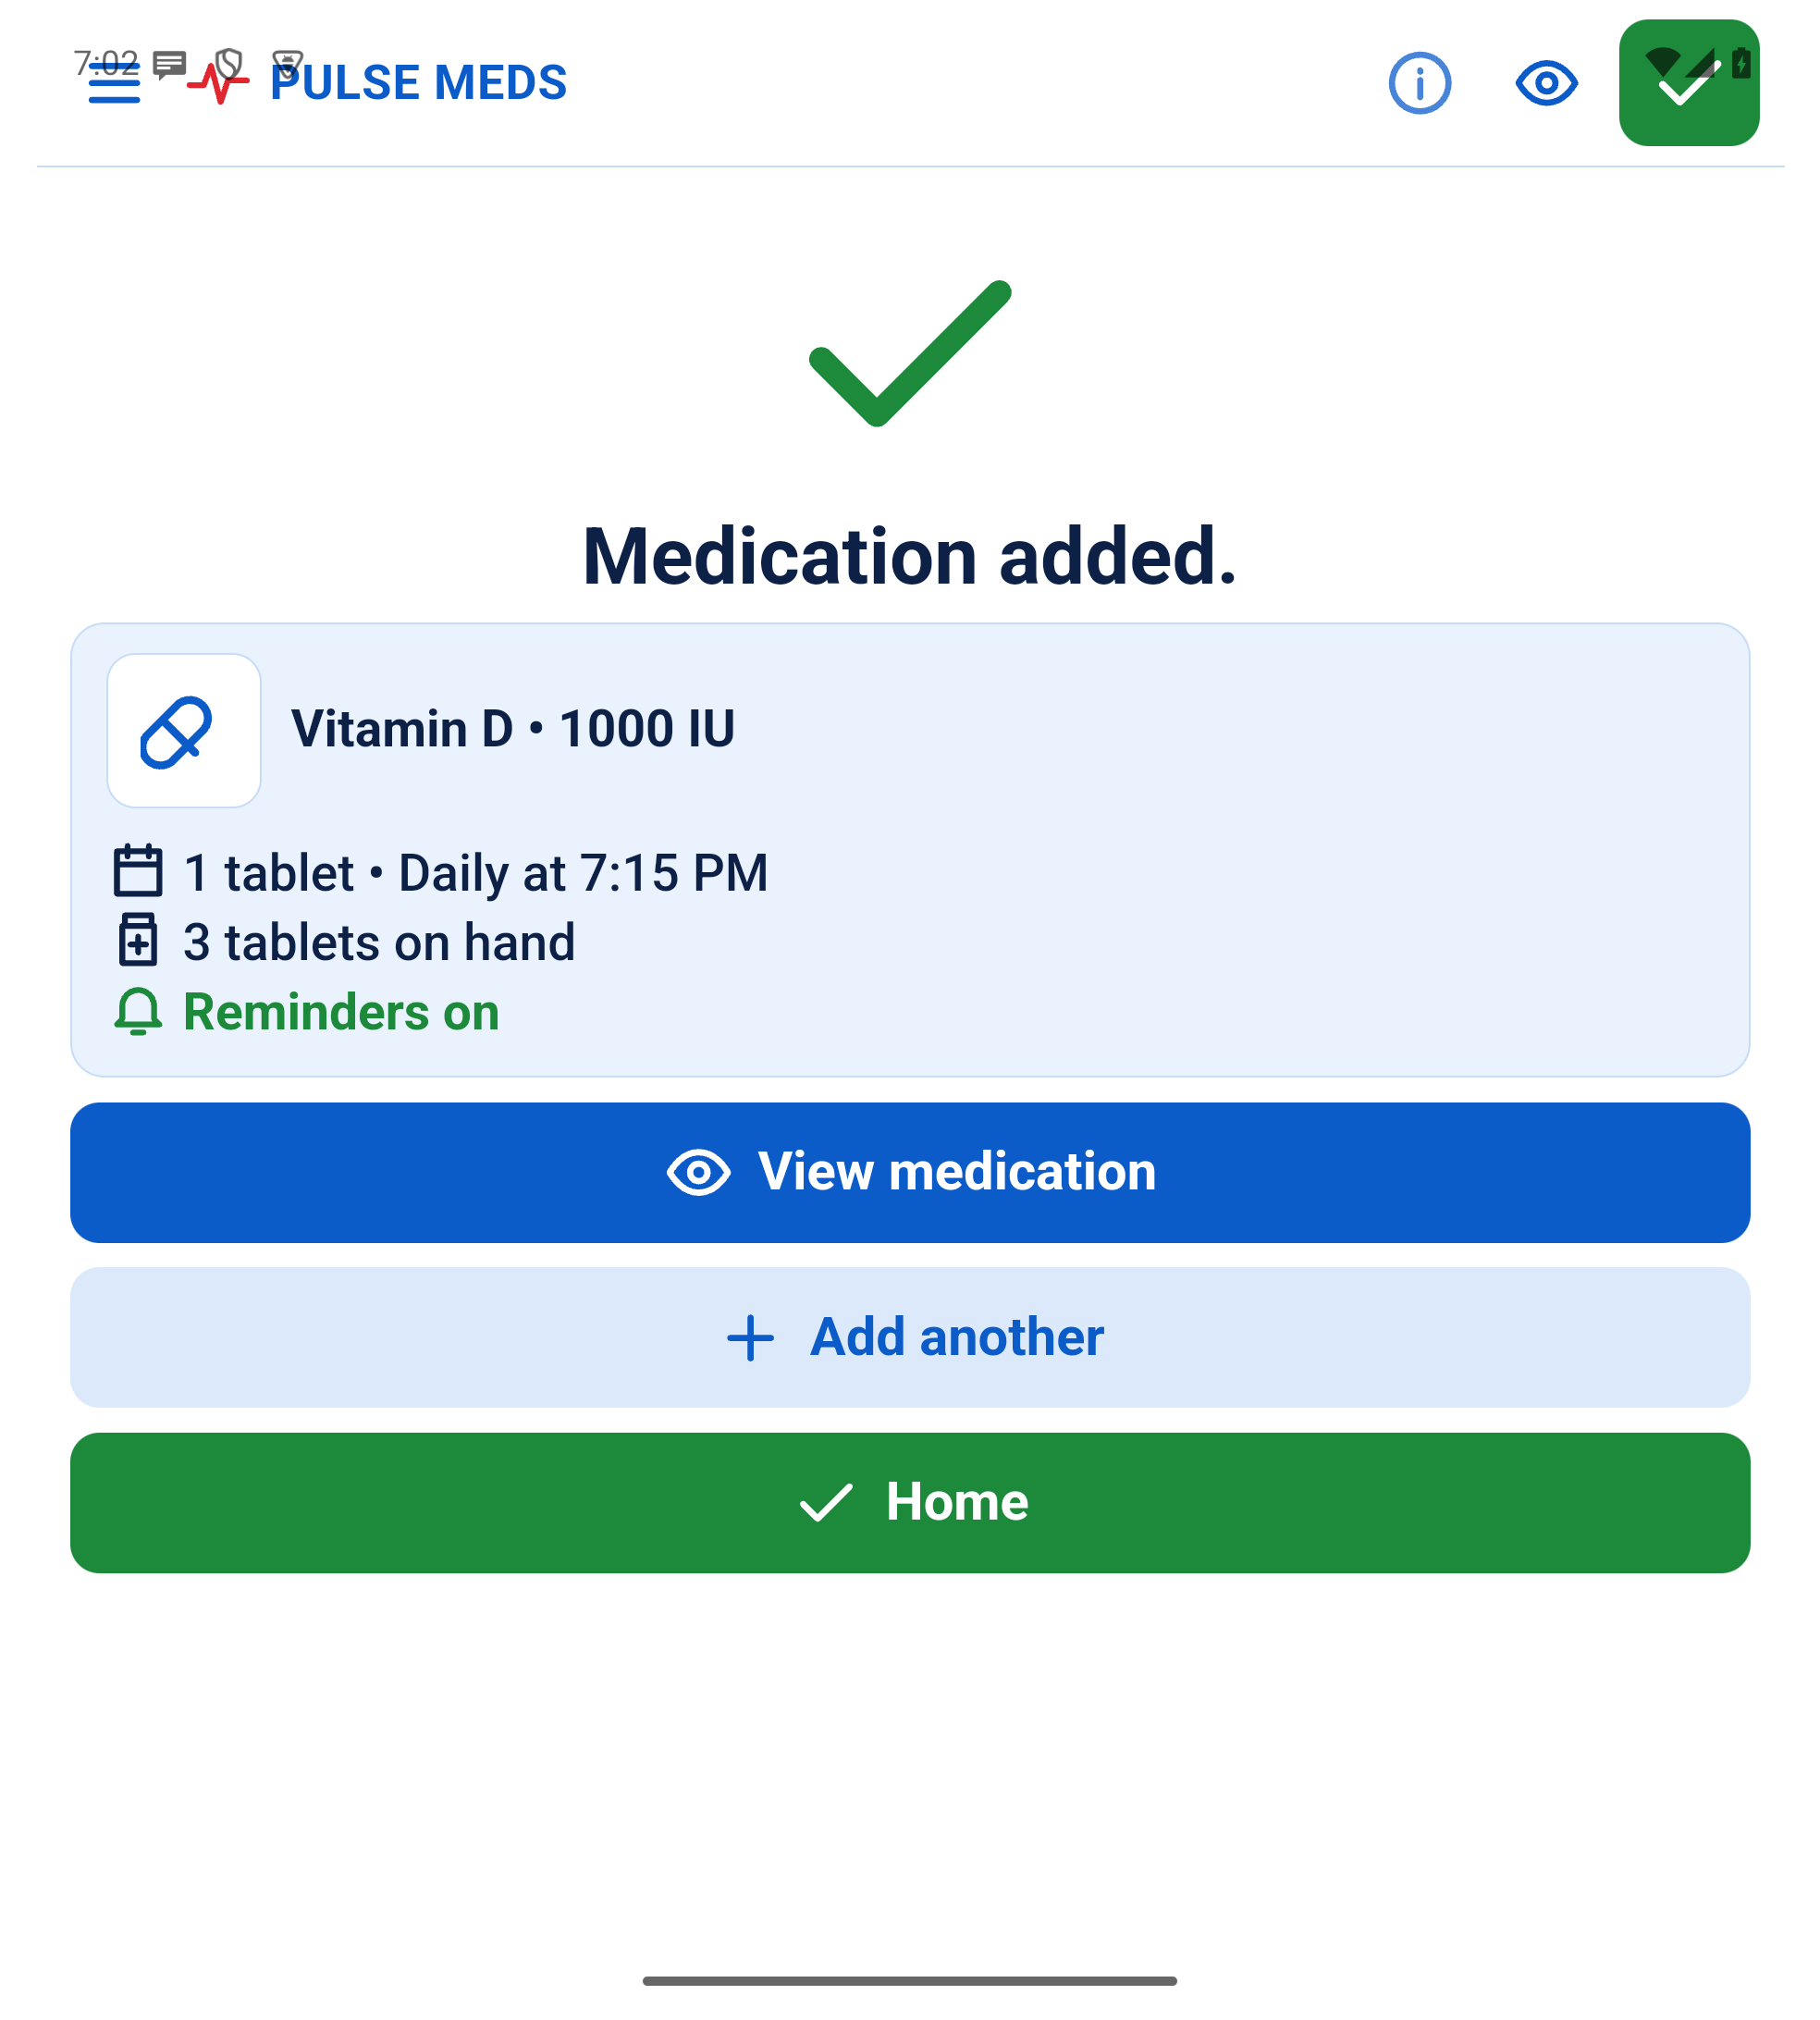 7:02
PULSE MEDS
Medication added.
Vitamin D • 1000 IU
1 tablet • Daily at 7:15 PM
3 tablets on hand
Reminders on
View medication
Add another
Home